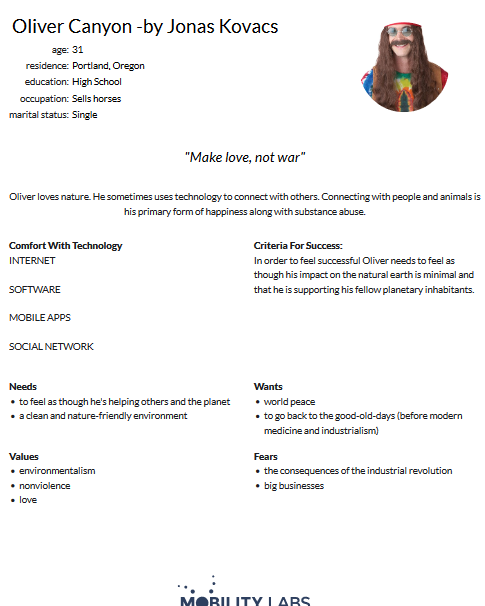 Oliver Canyon -by Jonas Kovacs
age: 31
residence: Portland, Oregon
education: High School
occupation: Sells horses
marital status: Single
"Make love, not war"
Oliver loves nature. He sometimes uses technology to connect with others. Connecting with people and animals is
his primary form of happiness along with substance abuse.
Comfort With Technology
INTERNET
SOFTWARE
MOBILE APPS
SOCIAL NETWORK
Criteria For Success:
In order to feel successful Oliver needs to feel as
though his impact on the natural earth is minimal and
that he is supporting his fellow planetary inhabitants.
Needs
• to feel as though he's helping others and the planet
• a clean and nature-friendly environment
Wants
• world peace
• to go back to the good-old-days (before modern
medicine and industrialism)
Values
• environmentalism
• nonviolence
• love
Fears
• the consequences of the industrial revolution
• big businesses
MOBILITY LABS